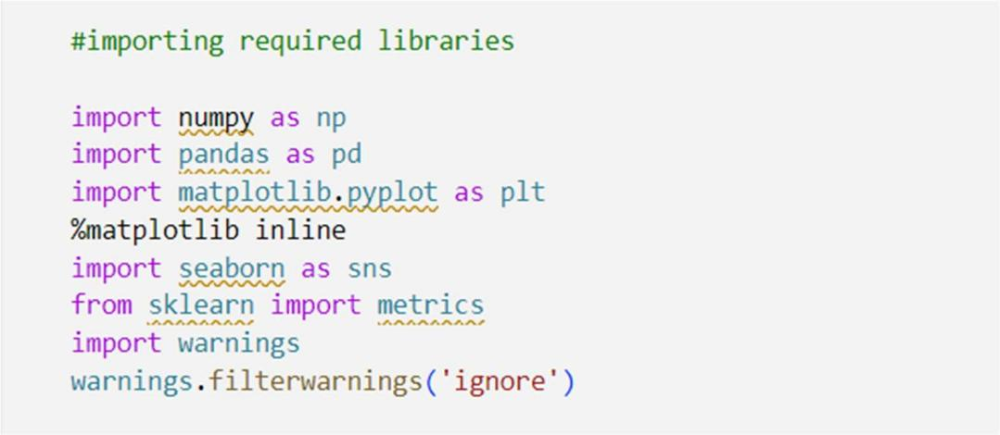 #importing required libraries
import numpy as np
import pandas as pd
import matplotlib.pyplot as plt
%matplotlib inline
import seaborn as sns
from sklearn import metrics
import warnings
warnings.filterwarnings('ignore')